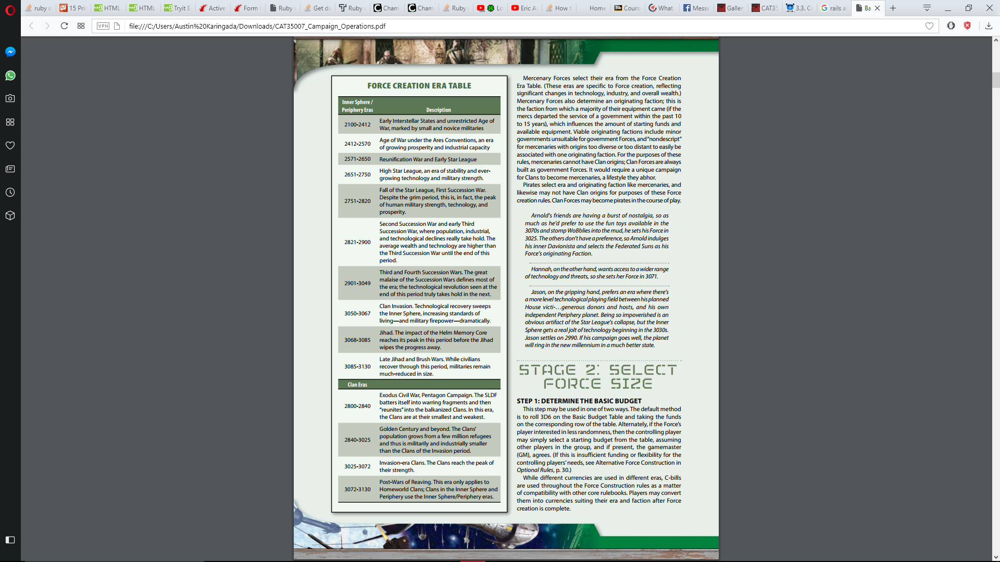 ruby o
15 Pri
HTML
HTML
Tryit E
Active
Form
Ruby
Get da
Ruby
Cham
Cham
Ruby
Lo
Eric A
How t
Home
Cours
What
Messe
Galler
CAT35
3.3. Cr
rails a
Ba
VPN
file:///C:/Users/Austin%20Karingada/Downloads/CAT35007_Campaign_Operations.pdf
FORCE CREATION ERA TABLE
Inner Sphere /
Periphery Eras Description
2100-2412 Early Interstellar States and unrestricted Age of
War, marked by small and novice militaries
2412-2570 Age of War under the Ares Conventions, an era
of growing prosperity and industrial capacity
2571-2650 Reunification War and Early Star League
2651-2750 High Star League, an era of stability and ever-
growing technology and military strength.
2751-2820 Fall of the Star League, First Succession War.
Despite the grim period, this is, in fact, the peak
of human military strength, technology, and
prosperity.
2821-2900 Second Succession War and early Third
Succession War, where population, industrial,
and technological declines really take hold. The
average wealth and technology are higher than
the Third Succession War until the end of this
period.
2901-3049 Third and Fourth Succession Wars. The great
malaise of the Succession Wars defines most of
the era; the technological revolution seen at the
end of this period truly takes hold in the next.
3050-3067 Clan Invasion. Technological recovery sweeps
the Inner Sphere, increasing standards of
living—and military firepower—dramatically.
3068-3085 Jihad. The impact of the Helm Memory Core
reaches its peak in this period before the Jihad
wipes the progress away.
3085-3130 Late Jihad and Brush Wars. While civilians
recover through this period, militaries remain
much-reduced in size.
Clan Eras
2800-2840 Exodus Civil War, Pentagon Campaign. The SLDF
batters itself into warring fragments and then
“reunites” into the balkanized Clans. In this era,
the Clans are at their smallest and weakest.
2840-3025 Golden Century and beyond. The Clans’
population grows from a few million refugees
and thus is militarily and industrially smaller
than the Clans of the Invasion period.
3025-3072 Invasion-era Clans. The Clans reach the peak of
their strength.
3072-3130 Post-Wars of Reaving. This era only applies to
Homeworld Clans; Clans in the Inner Sphere and
Periphery use the Inner Sphere/Periphery eras.
Mercenary Forces select their era from the Force Creation
Era Table. (These eras are specific to Force creation, reflecting
significant changes in technology, industry, and overall wealth.)
Mercenary Forces also determine an originating faction; this is
the faction from which a majority of their equipment came (if the
mercs departed the service of a government within the past 10
to 15 years), which influences the amount of starting funds and
available equipment. Viable originating factions include minor
governments unsuitable for government Forces, and “nondescript”
for mercenaries with origins too diverse or too distant to easily be
associated with one originating faction. For the purposes of these
rules, mercenaries cannot have Clan origins; Clan Forces are always
built as government Forces. It would require a unique campaign
for Clans to become mercenaries, a lifestyle they abhor.
Pirates select era and originating faction like mercenaries, and
likewise may not have Clan origins for purposes of these Force
creation rules. Clan Forces may become pirates in the course of play.
Arnold’s friends are having a burst of nostalgia, so as
much as he’d prefer to use the fun toys available in the
3070s and stomp WoBblies into the mud, he sets his Force in
3025. The others don’t have a preference, so Arnold indulges
his inner Davionista and selects the Federated Suns as his
Force’s originating Faction.
Hannah, on the other hand, wants access to a wider range
of technology and threats, so she sets her Force in 3071.
Jason, on the gripping hand, prefers an era where there’s
a more level technological playing field between his planned
House victi-…generous donors and hosts, and his own
independent Periphery planet. Being so impoverished is an
obvious artifact of the Star League’s collapse, but the Inner
Sphere gets a real jolt of technology beginning in the 3030s.
Jason settles on 2990. If his campaign goes well, the planet
will ring in the new millennium in a much better state.
STAGE 2: SELECT
FORCE SIZE
STEP 1: DETERMINE THE BASIC BUDGET
This step may be used in one of two ways. The default method
is to roll 3D6 on the Basic Budget Table and taking the funds
on the corresponding row of the table. Alternately, if the Force’s
player interested in less randomness, then the controlling player
may simply select a starting budget from the table, assuming
other players in the group, and if present, the gamemaster
(GM), agrees. (If this is insufficient funding or flexibility for the
controlling players’ needs, see Alternative Force Construction in
Optional Rules, p. 30.)
While different currencies are used in different eras, C-bills
are used throughout the Force Construction rules as a matter
of compatibility with other core rulebooks. Players may convert
them into currencies suiting their era and faction after Force
creation is complete.